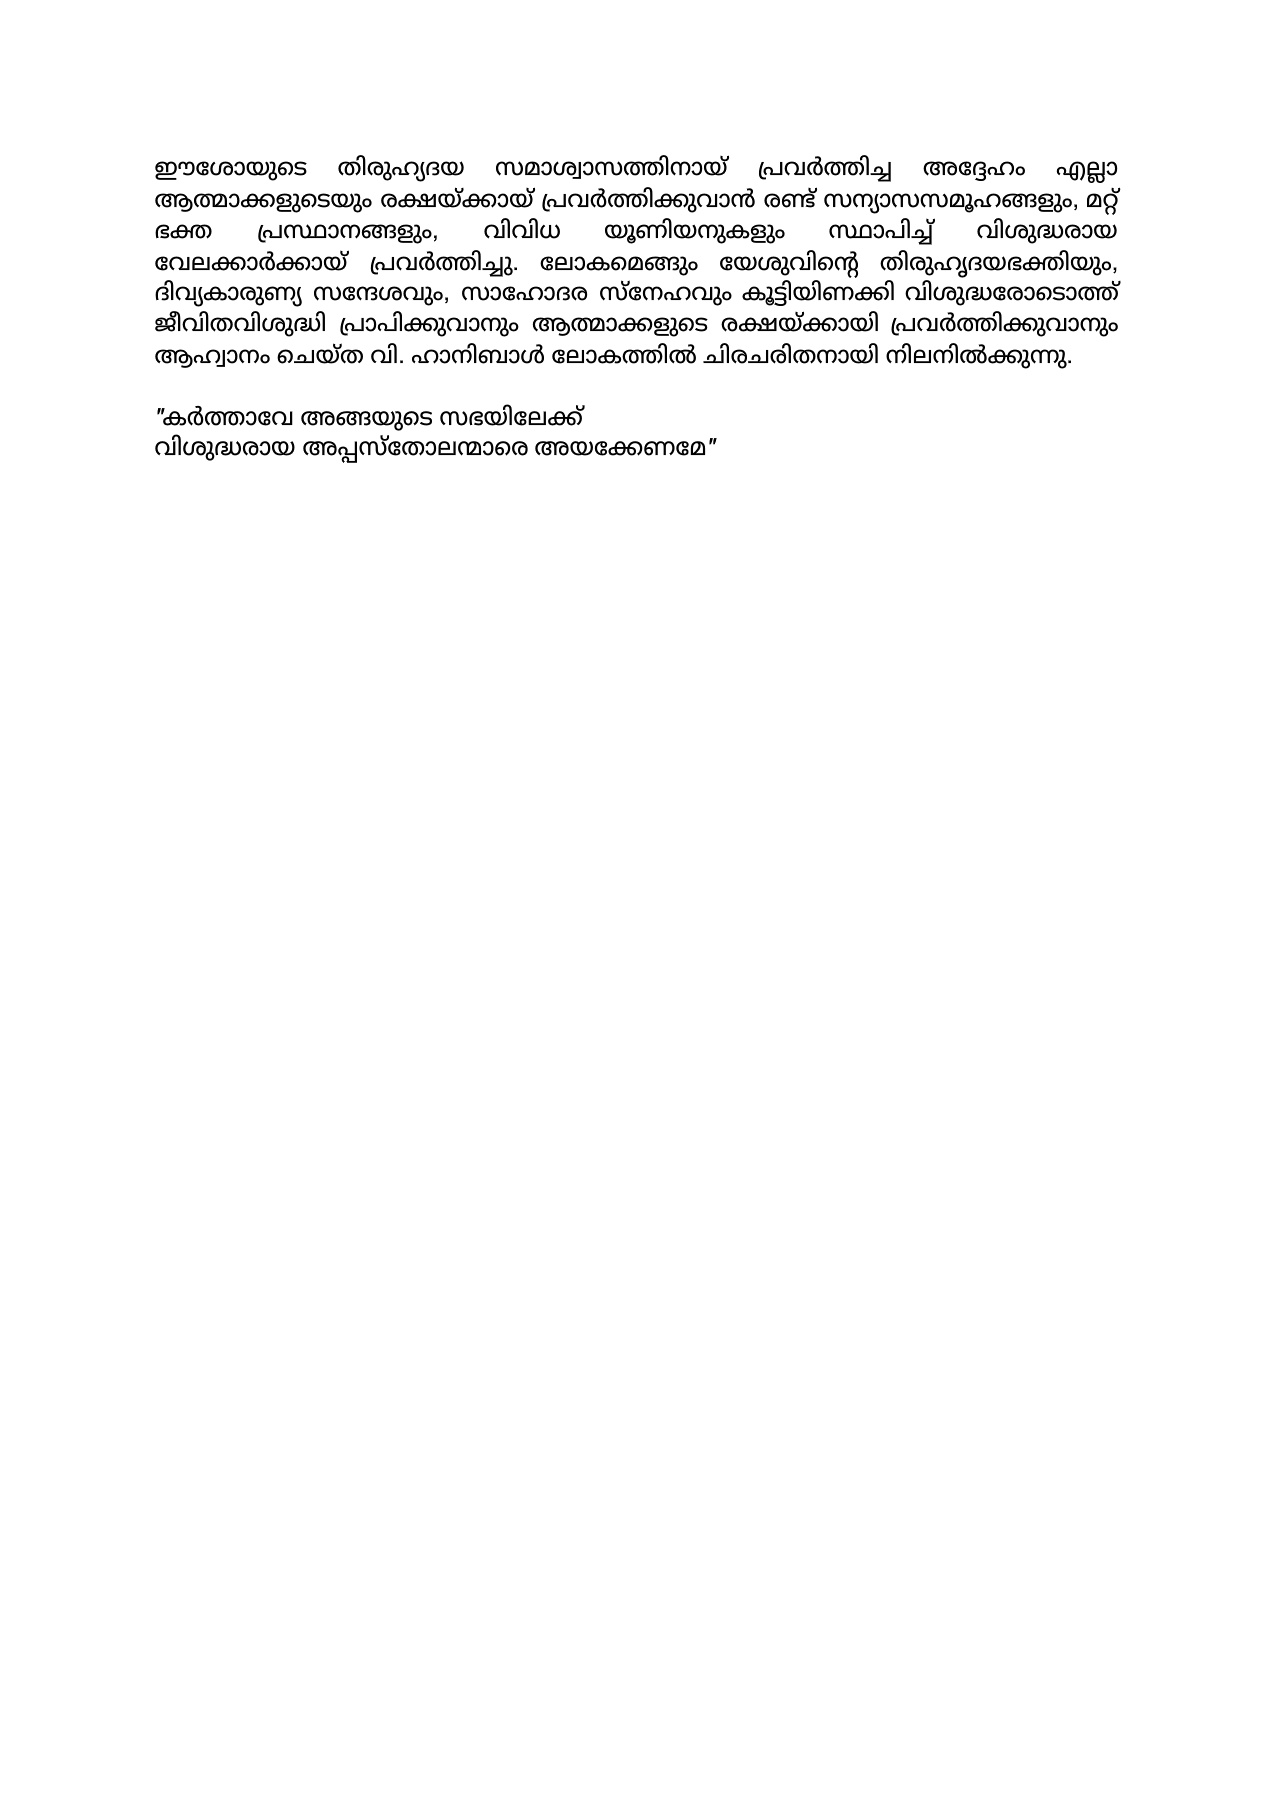 ഈശോയുടെ തിരുഹ്യദയ സമാശ്വാസത്തിനായ് പ്രവർത്തിച്ച അദ്ദേഹം എല്ലാ
ആത്മാക്കളുടെയും രക്ഷയ്ക്കായ് പ്രവർത്തിക്കുവാൻ രണ്ട് സന്യാസസമൂഹങ്ങളും, മറ്റ്
ഭക്ത പ്രസ്ഥാനങ്ങളും, വിവിധ യൂണിയനുകളും സ്ഥാപിച്ച് വിശുദ്ധരായ
വേലക്കാർക്കായ് പ്രവർത്തിച്ചു. ലോകമെങ്ങും യേശുവിന്റെ തിരുഹൃദയഭക്തിയും,
ദിവ്യകാരുണ്യ സന്ദേശവും, സാഹോദര സ്നേഹവും കൂട്ടിയിണക്കി വിശുദ്ധരോടൊത്ത്
ജീവിതവിശുദ്ധി പ്രാപിക്കുവാനും ആത്മാക്കളുടെ രക്ഷയ്ക്കായി പ്രവർത്തിക്കുവാനും
ആഹ്വാനം ചെയ്ത വി. ഹാനിബാൾ ലോകത്തിൽ ചിരചരിതനായി നിലനിൽക്കുന്നു.
"കർത്താവേ അങ്ങയുടെ സഭയിലേക്ക്
വിശുദ്ധരായ അപ്പസ്തോലന്മാരെ അയക്കേണമേ"